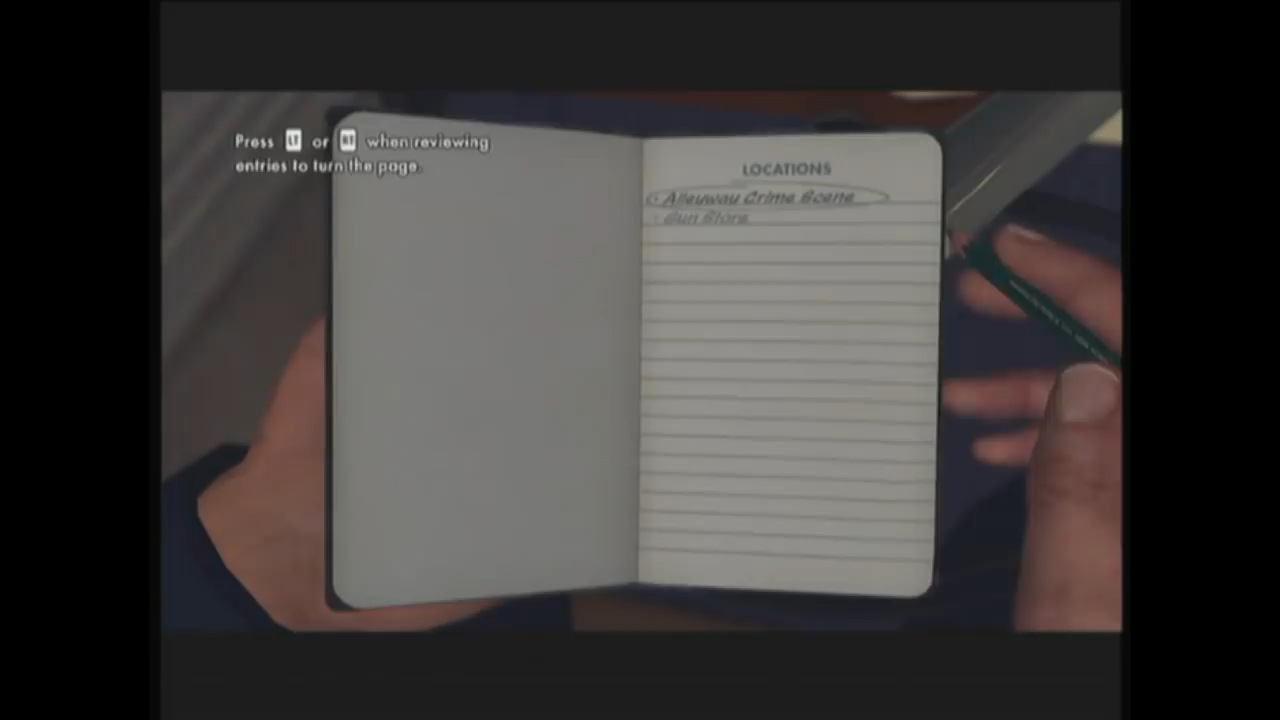 Press LT or RT when reviewing
entries to turn the page.
LOCATIONS
Alleyway Crime Scene
- Gun Store